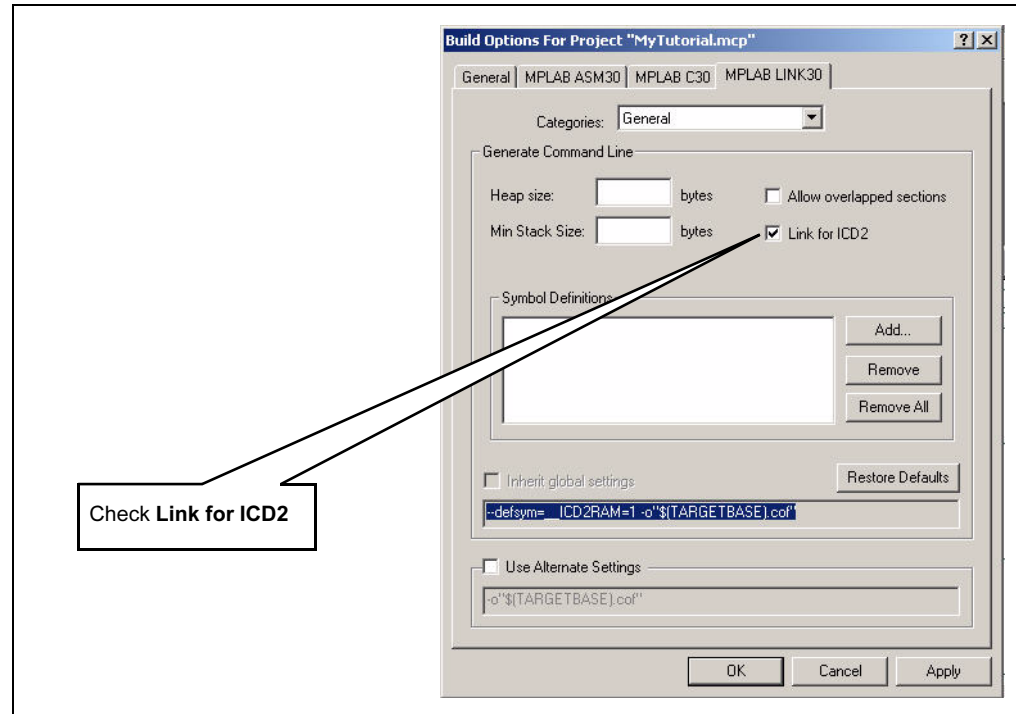 Build Options For Project "MyTutorial.mcp"
General MPLAB ASM30 MPLAB C30 MPLAB LINK30
Categories: General
Generate Command Line
Heap size: bytes Allow overlapped sections
Min Stack Size: bytes Link for ICD2
Symbol Definitions
Add...
Remove
Remove All
Inherit global settings Restore Defaults
--defsym=__ICD2RAM=1 -o"$(TARGETBASE).cof"
Use Alternate Settings
-o"$(TARGETBASE).cof"
OK Cancel Apply
Check Link for ICD2